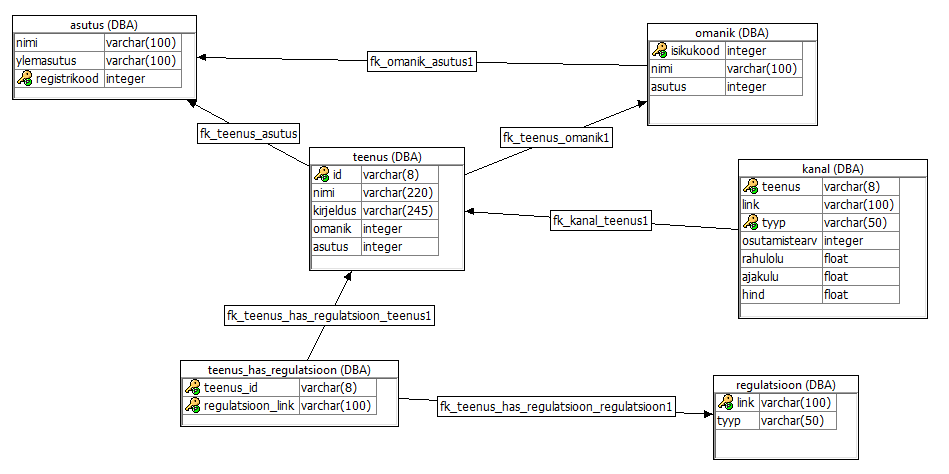 asutus (DBA)
nimi varchar(100)
ylemasutus varchar(100)
registrikood integer
omanik (DBA)
isikukood integer
nimi varchar(100)
asutus integer
fk_omanik_asutus1
fk_teenus_asutus
fk_teenus_omanik1
teenus (DBA)
id varchar(8)
nimi varchar(220)
kirjeldus varchar(245)
omanik integer
asutus integer
kanal (DBA)
teenus varchar(8)
link varchar(100)
tyyp varchar(50)
osutamistearv integer
rahulolu float
ajakulu float
hind float
fk_kanal_teenus1
fk_teenus_has_regulatsioon_teenus1
teenus_has_regulatsioon (DBA)
teenus_id varchar(8)
regulatsioon_link varchar(100)
fk_teenus_has_regulatsioon_regulatsioon1
regulatsioon (DBA)
link varchar(100)
tyyp varchar(50)